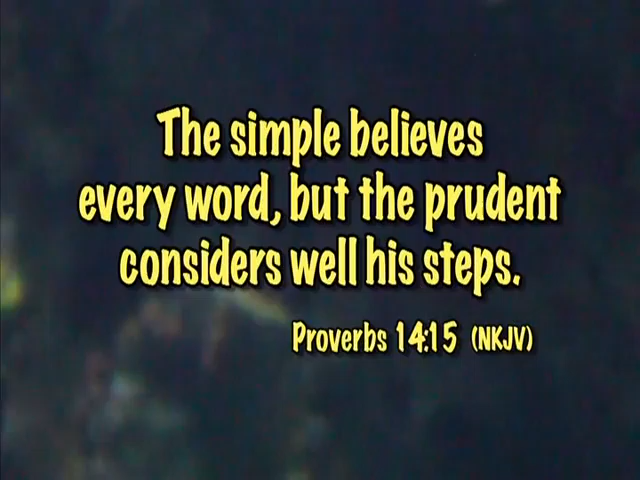 The simple believes
every word, but the prudent
considers well his steps.
Proverbs 14:15 (NKJV)